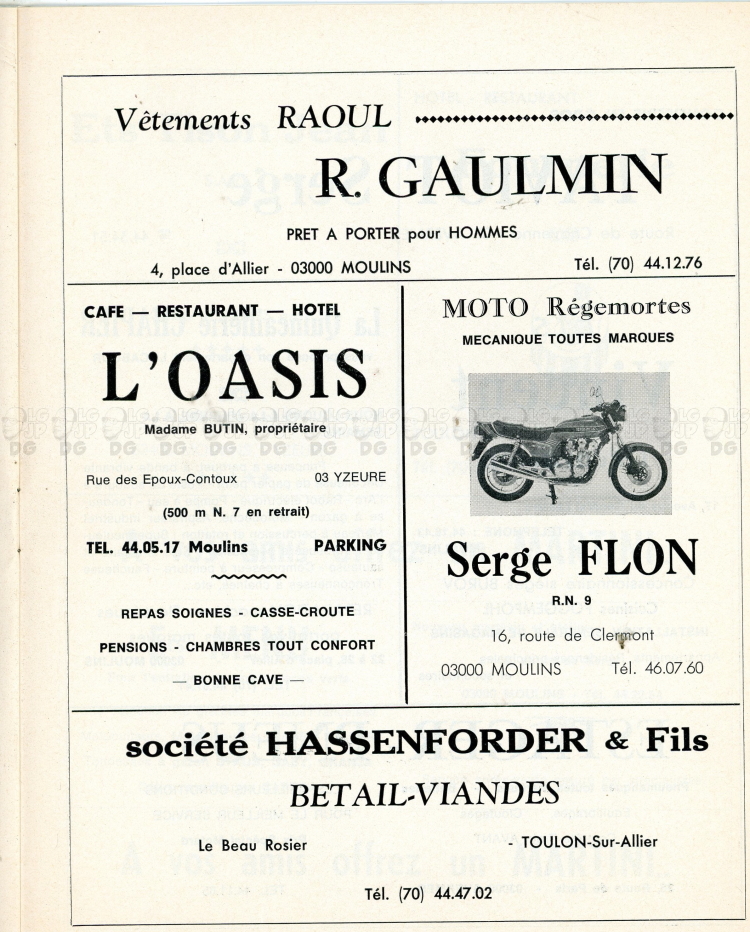 Vêtements RAOUL
R. GAULMIN
PRET A PORTER pour HOMMES
4, place d'Allier - 03000 MOULINS Tél. (70) 44.12.76
CAFE — RESTAURANT — HOTEL
L'OASIS
Madame BUTIN, propriétaire
Rue des Epoux-Contoux 03 YZEURE
(500 m N. 7 en retrait)
TEL. 44.05.17 Moulins PARKING
REPAS SOIGNES - CASSE-CROUTE
PENSIONS - CHAMBRES TOUT CONFORT
— BONNE CAVE —
MOTO Régemortes
MECANIQUE TOUTES MARQUES
Serge FLON
R.N. 9
16, route de Clermont
03000 MOULINS Tél. 46.07.60
société HASSENFORDER & Fils
BETAIL-VIANDES
Le Beau Rosier - TOULON-Sur-Allier
Tél. (70) 44.47.02